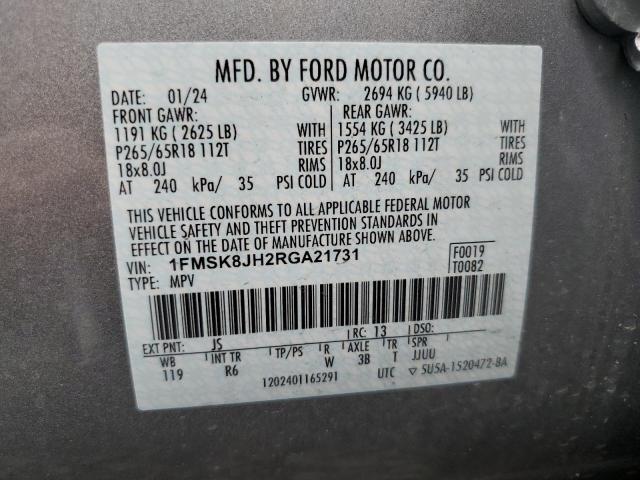 MFD. BY FORD MOTOR CO.
DATE: 01/24 GVWR: 2694 KG ( 5940 LB)
FRONT GAWR: REAR GAWR:
1191 KG ( 2625 LB) WITH 1554 KG ( 3425 LB) WITH
P265/65R18 112T TIRES P265/65R18 112T TIRES
18x8.0J RIMS 18x8.0J RIMS
AT 240 kPa/ 35 PSI COLD AT 240 kPa/ 35 PSI COLD
THIS VEHICLE CONFORMS TO ALL APPLICABLE FEDERAL MOTOR
VEHICLE SAFETY AND THEFT PREVENTION STANDARDS IN
EFFECT ON THE DATE OF MANUFACTURE SHOWN ABOVE.
VIN: 1FMSK8JH2RGA21731 F0019
TYPE: MPV T0082
EXT PNT: JS RC: 13 DSO:
WB INT TR TP/PS R AXLE TR SPR
119 R6 W 3B T JJUU
1202401165291 UTC ▽ 5U5A-1520472-BA